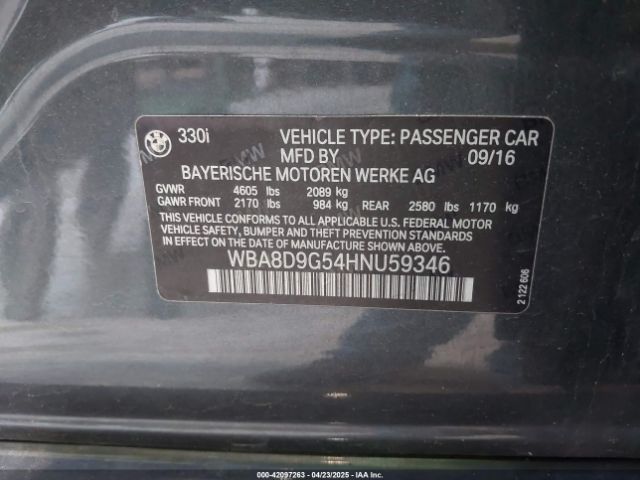 330i VEHICLE TYPE: PASSENGER CAR
MFD BY 09/16
BAYERISCHE MOTOREN WERKE AG
GVWR 4605 lbs 2089 kg
GAWR FRONT 2170 lbs 984 kg REAR 2580 lbs 1170 kg
THIS VEHICLE CONFORMS TO ALL APPLICABLE U.S. FEDERAL MOTOR
VEHICLE SAFETY, BUMPER AND THEFT PREVENTION STANDARDS IN
EFFECT ON THE DATE OF MANUFACTURE SHOWN ABOVE.
WBA8D9G54HNU59346
2 122 606
000-42097263 | 04/23/2025 - IAAI